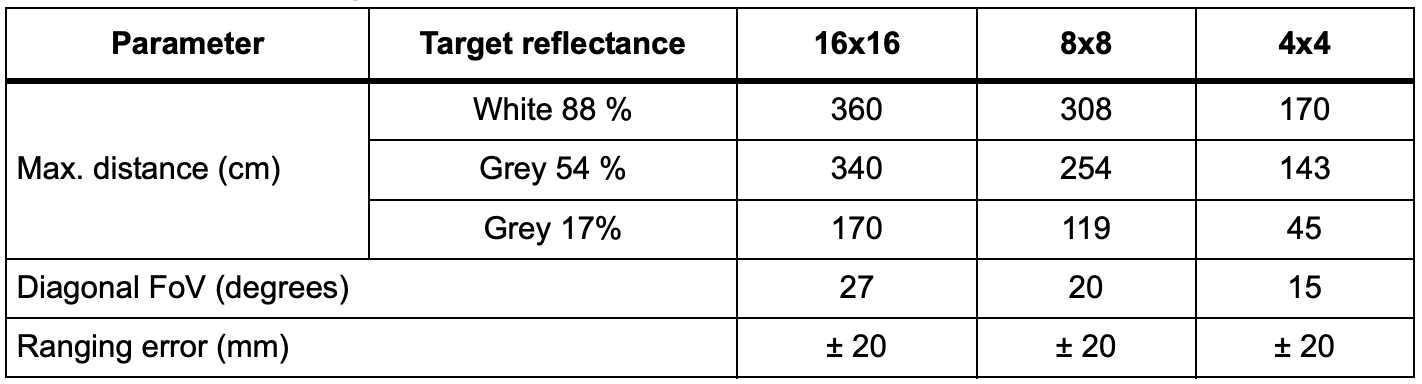 Parameter Target reflectance 16x16 8x8 4x4
White 88 % 360 308 170
Max. distance (cm) Grey 54 % 340 254 143
Grey 17% 170 119 45
Diagonal FoV (degrees) 27 20 15
Ranging error (mm) ± 20 ± 20 ± 20